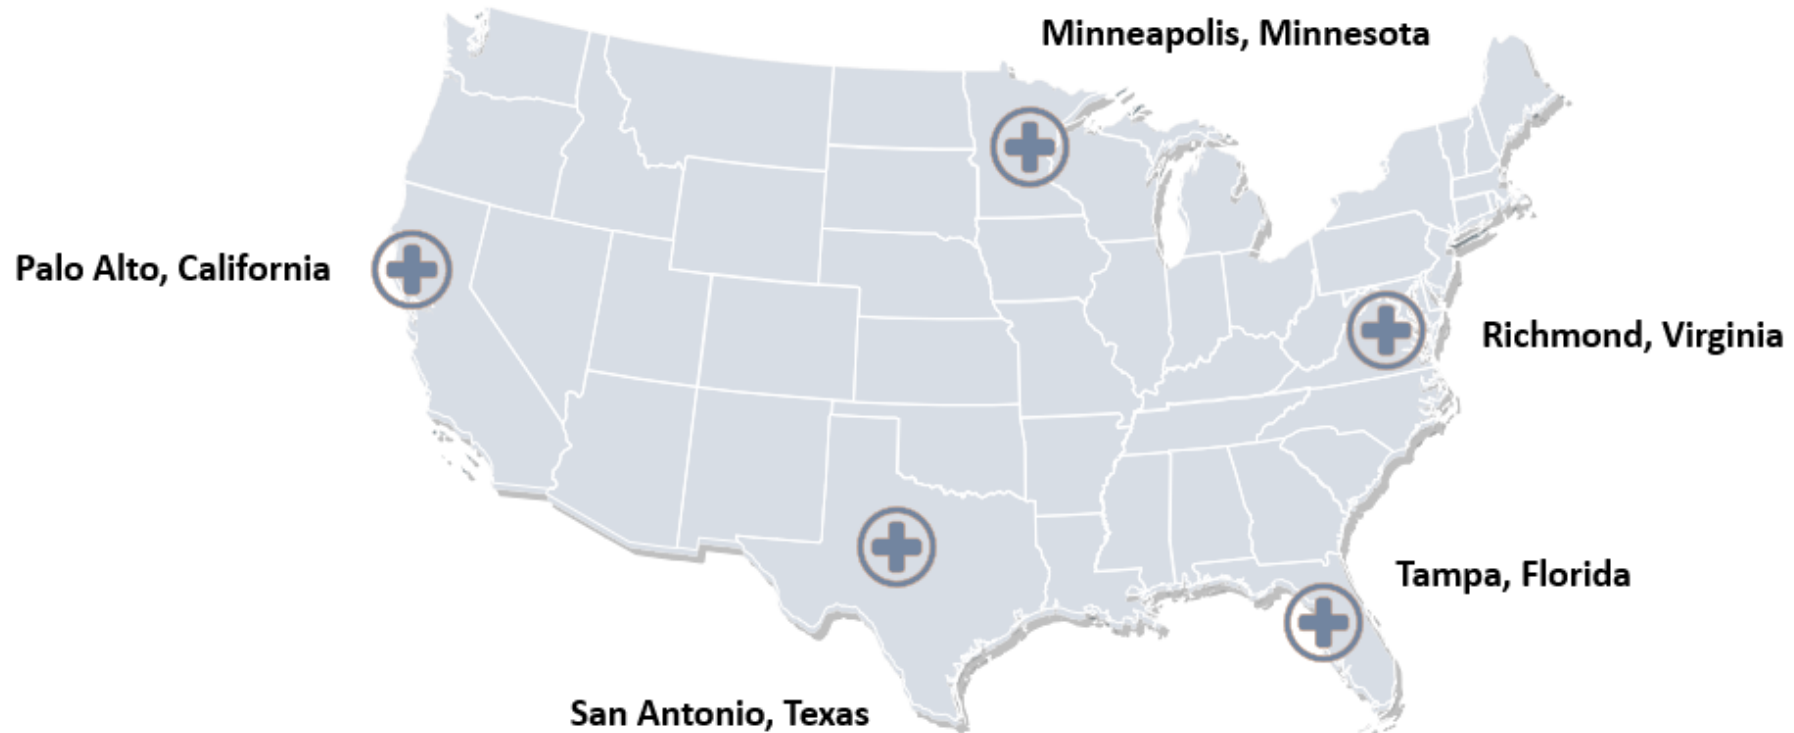 Minneapolis, Minnesota
Palo Alto, California
Richmond, Virginia
Tampa, Florida
San Antonio, Texas